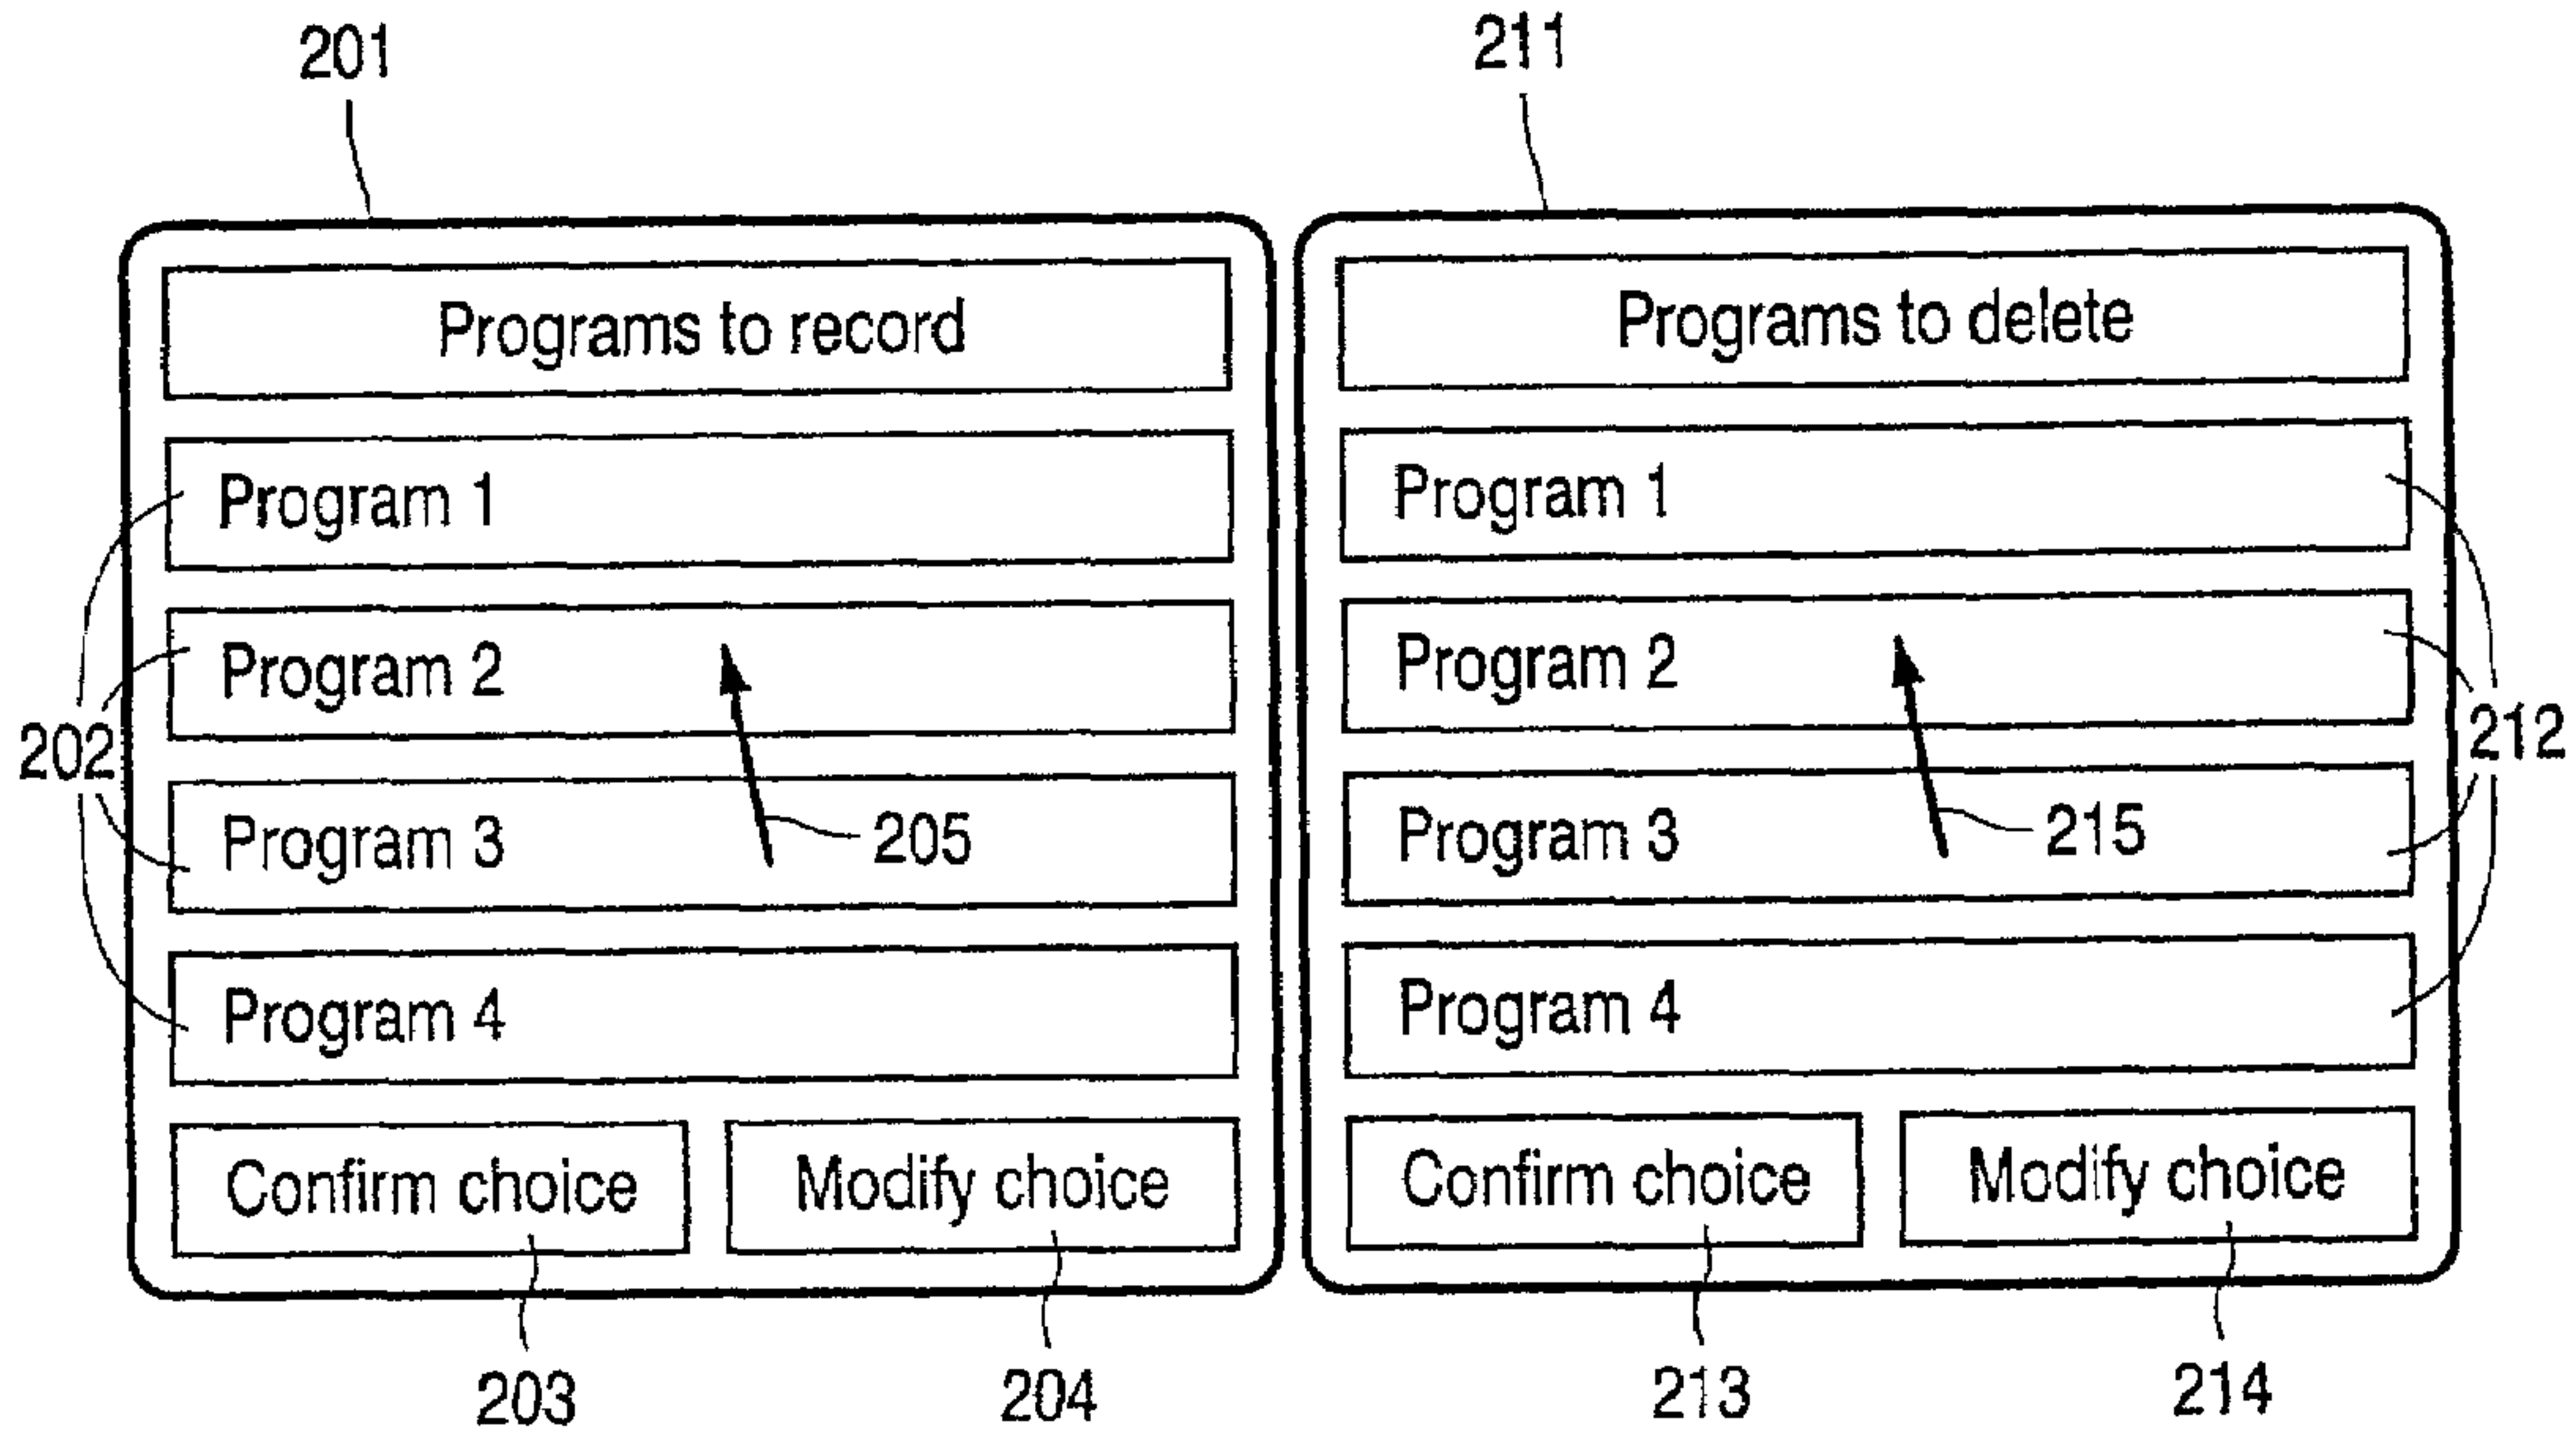 201
211
Programs to record
Programs to delete
Program 1
Program 1
Program 2
Program 2
202
212
Program 3
205
Program 3
215
Program 4
Program 4
Confirm choice
Modify choice
Confirm choice
Modify choice
203
204
213
214